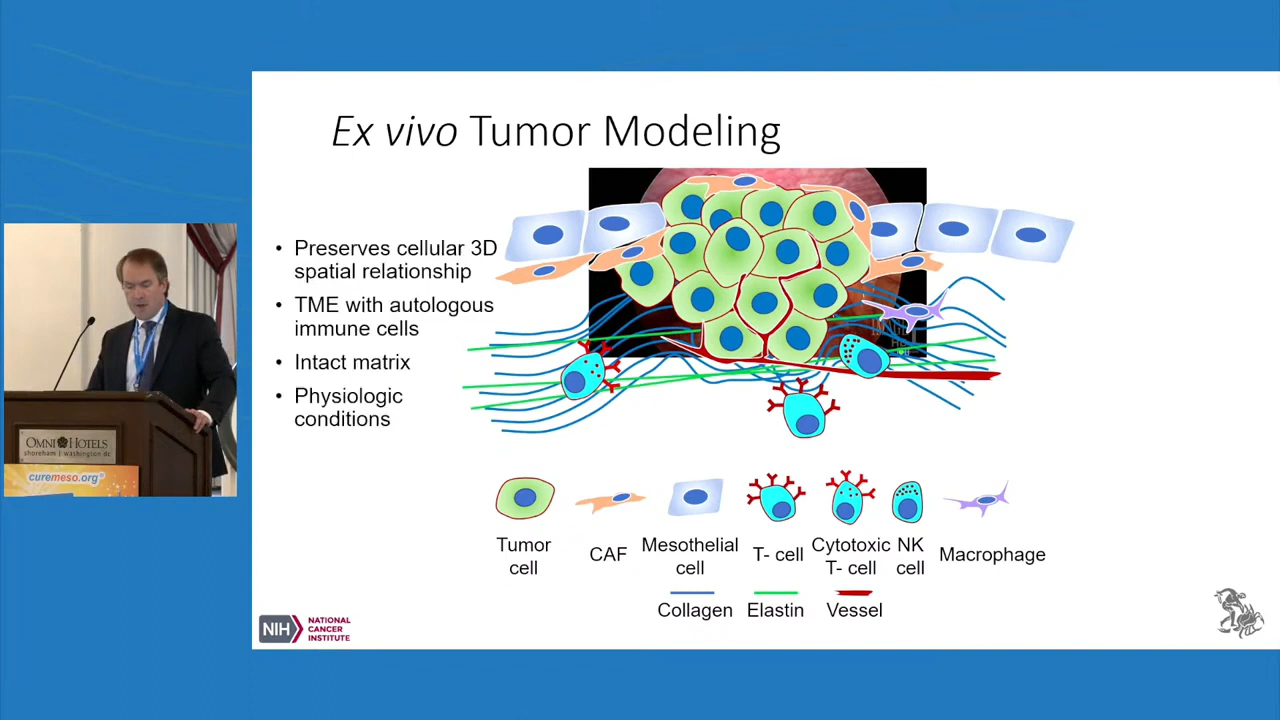 Ex vivo Tumor Modeling
• Preserves cellular 3D
spatial relationship
• TME with autologous
immune cells
• Intact matrix
• Physiologic
conditions
Tumor
cell
CAF
Mesothelial
cell
T- cell
Cytotoxic
T- cell
NK
cell
Macrophage
Collagen
Elastin
Vessel
NIH
NATIONAL
CANCER
INSTITUTE
OMNI HOTELS
shoreham | washington dc
curemeso.org®